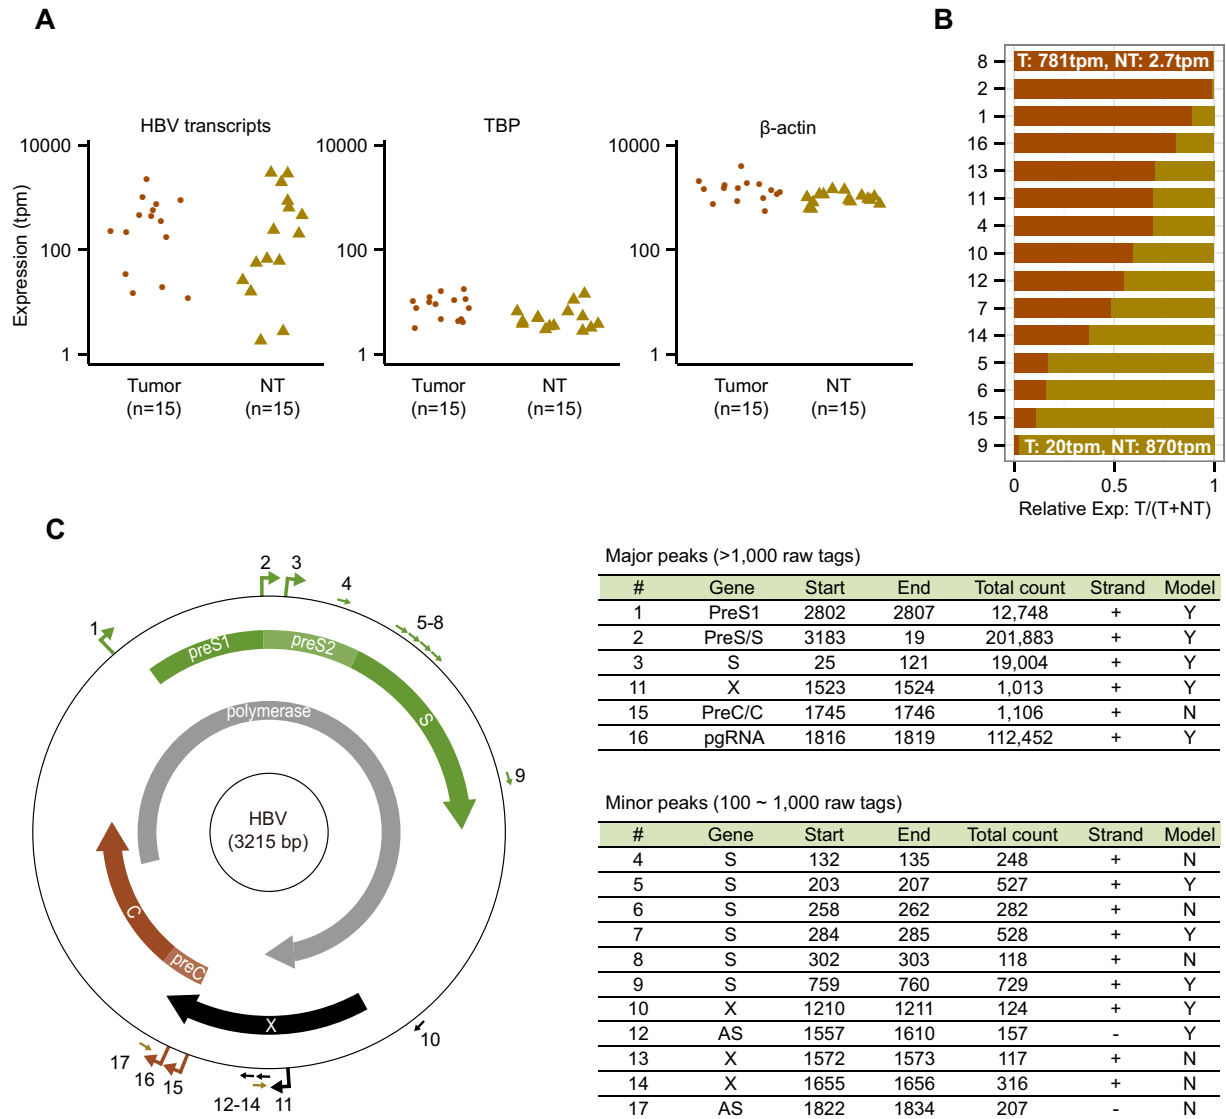 A
HBV transcripts
TBP
β-actin
Expression (tpm)
10000
100
1
10000
100
1
10000
100
1
Tumor
(n=15)
NT
(n=15)
Tumor
(n=15)
NT
(n=15)
Tumor
(n=15)
NT
(n=15)
B
8
T: 781tpm, NT: 2.7tpm
2
1
16
13
11
4
10
12
7
14
5
6
15
9
T: 20tpm, NT: 870tpm
0 0.5 1
Relative Exp: T/(T+NT)
C
1
2
3
4
5-8
9
10
11
12-14
15
16
17
preS1
preS2
S
polymerase
HBV
(3215 bp)
C
preC
X
Major peaks (>1,000 raw tags)
# Gene Start End Total count Strand Model
1 PreS1 2802 2807 12,748 + Y
2 PreS/S 3183 19 201,883 + Y
3 S 25 121 19,004 + Y
11 X 1523 1524 1,013 + Y
15 PreC/C 1745 1746 1,106 + N
16 pgRNA 1816 1819 112,452 + Y
Minor peaks (100 ~ 1,000 raw tags)
# Gene Start End Total count Strand Model
4 S 132 135 248 + N
5 S 203 207 527 + Y
6 S 258 262 282 + N
7 S 284 285 528 + Y
8 S 302 303 118 + N
9 S 759 760 729 + Y
10 X 1210 1211 124 + Y
12 AS 1557 1610 157 - Y
13 X 1572 1573 117 + N
14 X 1655 1656 316 + N
17 AS 1822 1834 207 - N